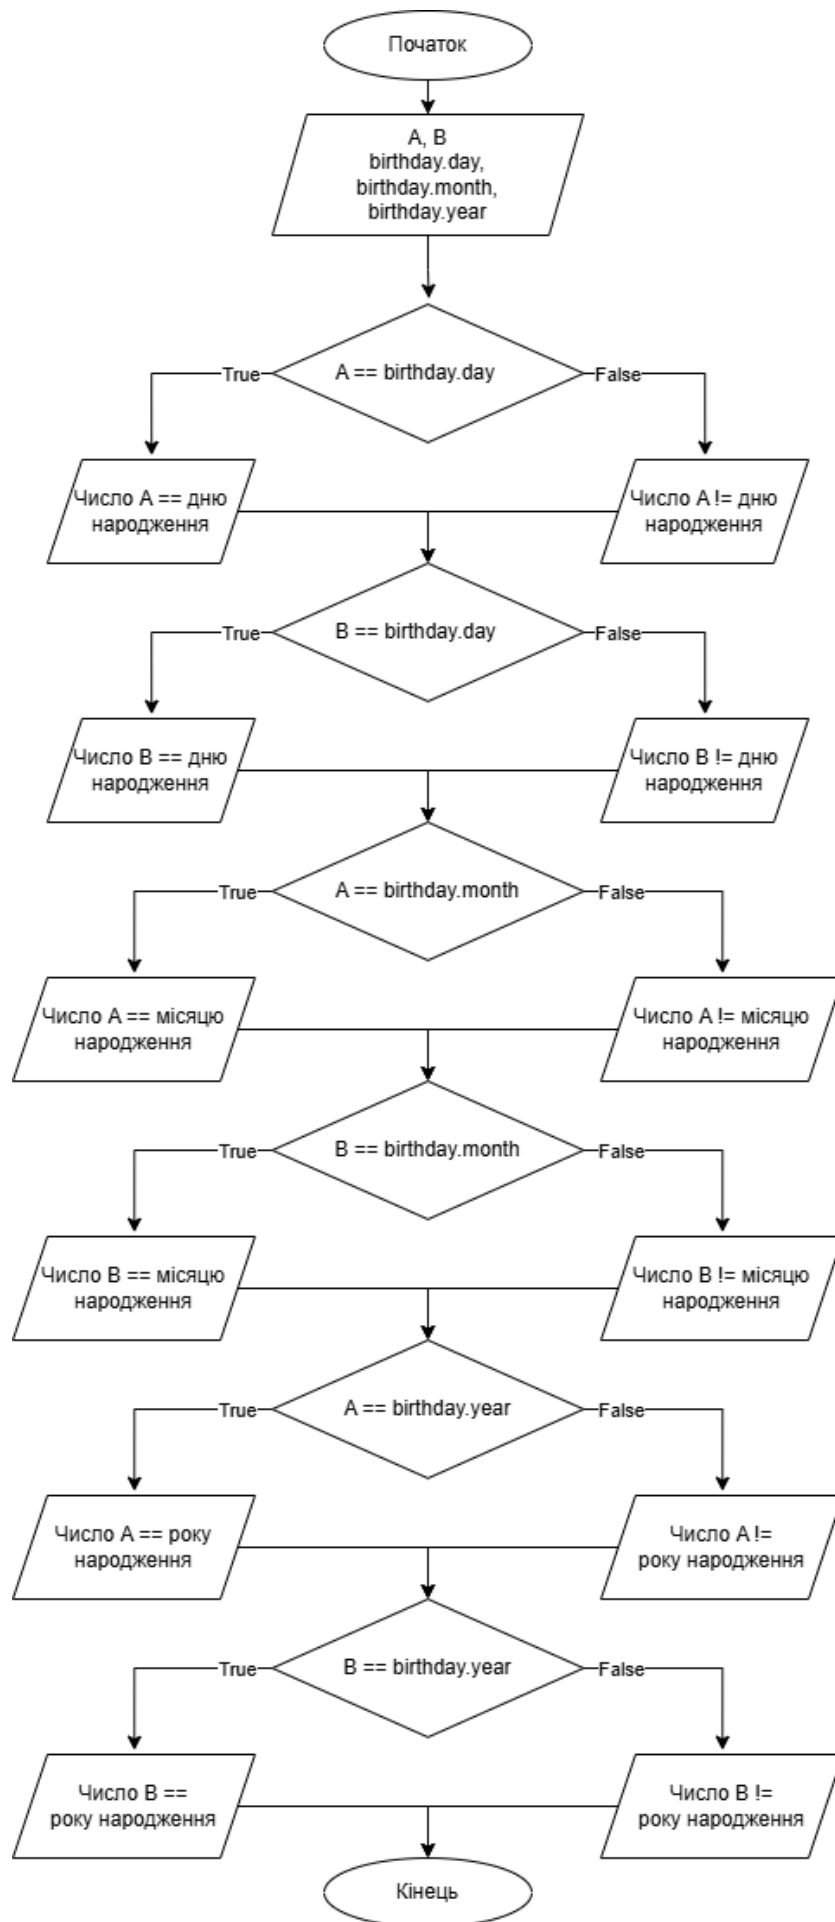 Початок
A, B
birthday.day,
birthday.month,
birthday.year
A == birthday.day
True
False
Число A == дню
народження
Число A != дню
народження
B == birthday.day
True
False
Число B == дню
народження
Число B != дню
народження
A == birthday.month
True
False
Число A == місяцю
народження
Число A != місяцю
народження
B == birthday.month
True
False
Число B == місяцю
народження
Число B != місяцю
народження
A == birthday.year
True
False
Число A == року
народження
Число A !=
року народження
B == birthday.year
True
False
Число B ==
року народження
Число B !=
року народження
Кінець